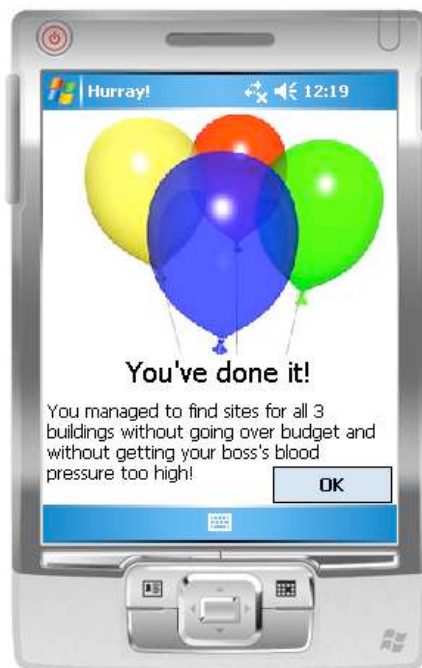 Hurray!
12:19
You've done it!
You managed to find sites for all 3
buildings without going over budget and
without getting your boss's blood
pressure too high!
OK